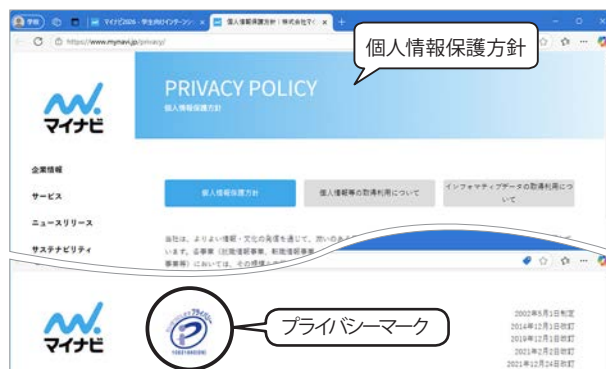 マイナビ2026 - 学生向けインターンシ
個人情報保護方針 | 株式会社マイ
https://www.mynavi.jp/privacy/
個人情報保護方針
マイナビ
PRIVACY POLICY
個人情報保護方針
企業情報
サービス
ニュースリリース
サステナビリティ
個人情報保護方針
個人情報等の取得利用について
インフォマティブデータの取得利用につ
いて
当社は、よりよい情報・文化の発信を通じて、
います。各事業（就職情報事業、転職情報事業
事業等）においては、その規模
マイナビ
プライバシーマーク
2002年5月1日制定
2014年12月1日改訂
2019年12月1日改訂
2021年2月2日改訂
2021年12月24日改訂